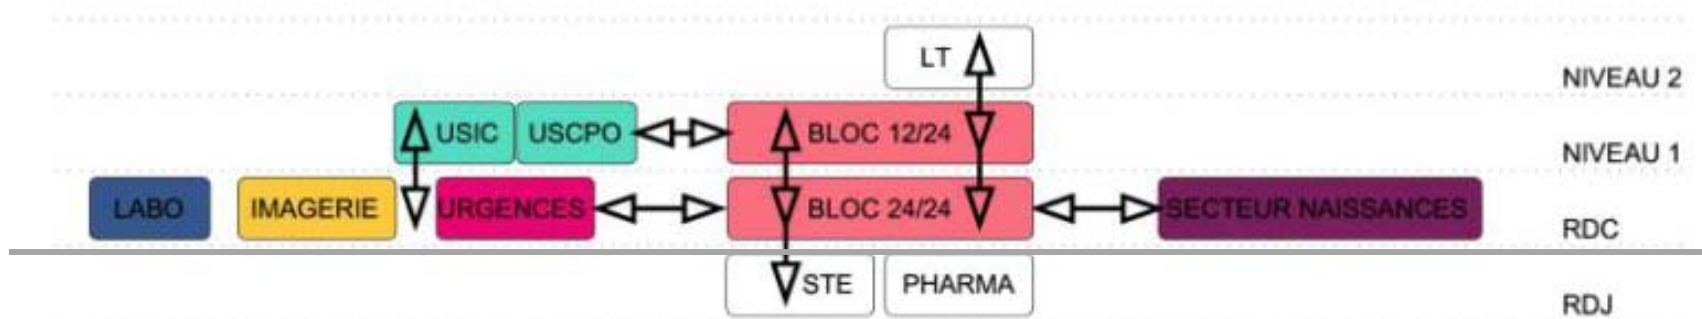 LT
NIVEAU 2
USIC
USCPO
BLOC 12/24
NIVEAU 1
LABO
IMAGERIE
URGENCES
BLOC 24/24
SECTEUR NAISSANCES
RDC
STE
PHARMA
RDJ